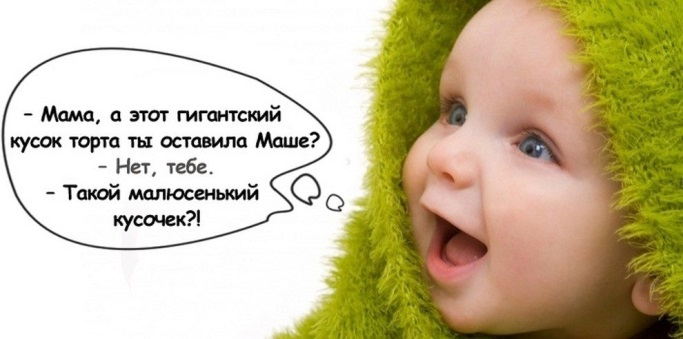 - Мама, а этот гигантский
кусок торта ты оставила Маше?
- Нет, тебе.
- Такой малюсенький
кусочек?!